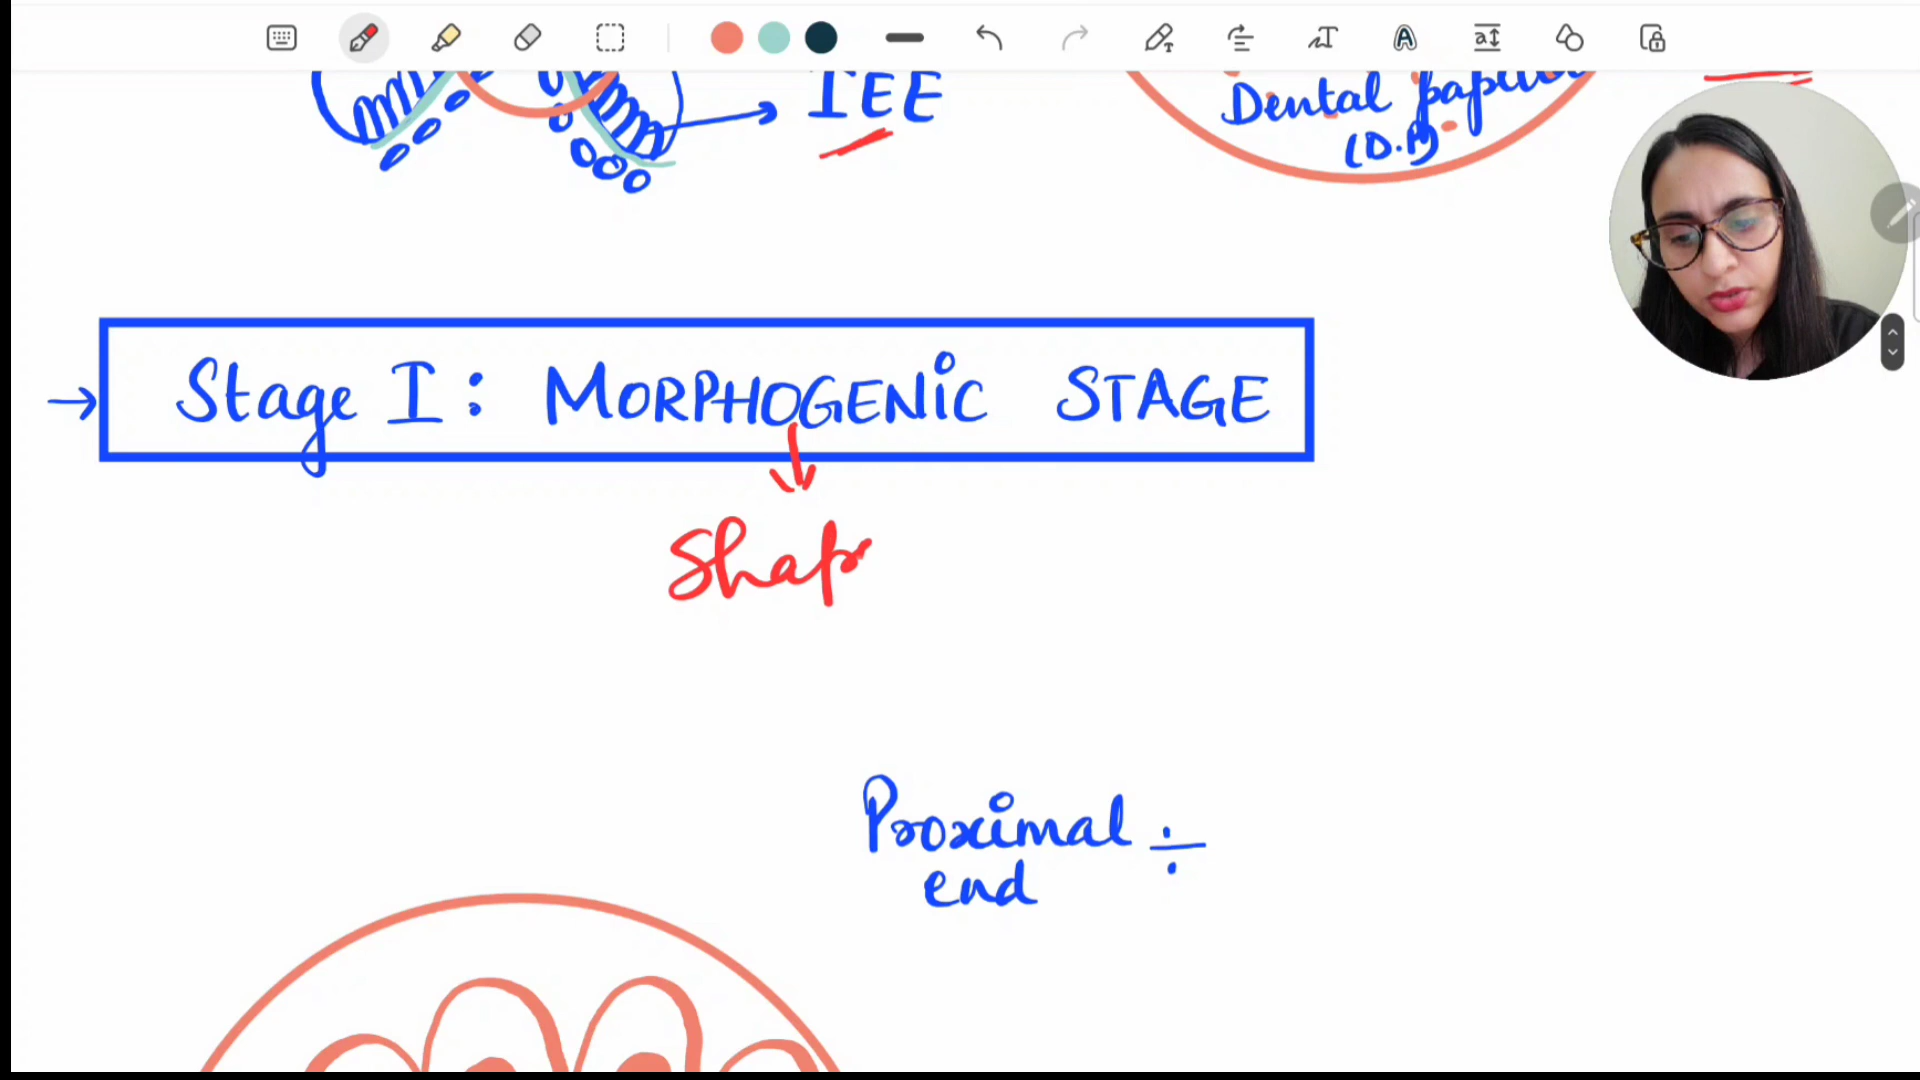 IEE
Dental
(D.P)
→ Stage I: MORPHOGENIC STAGE
Shap
Proximal ÷
end